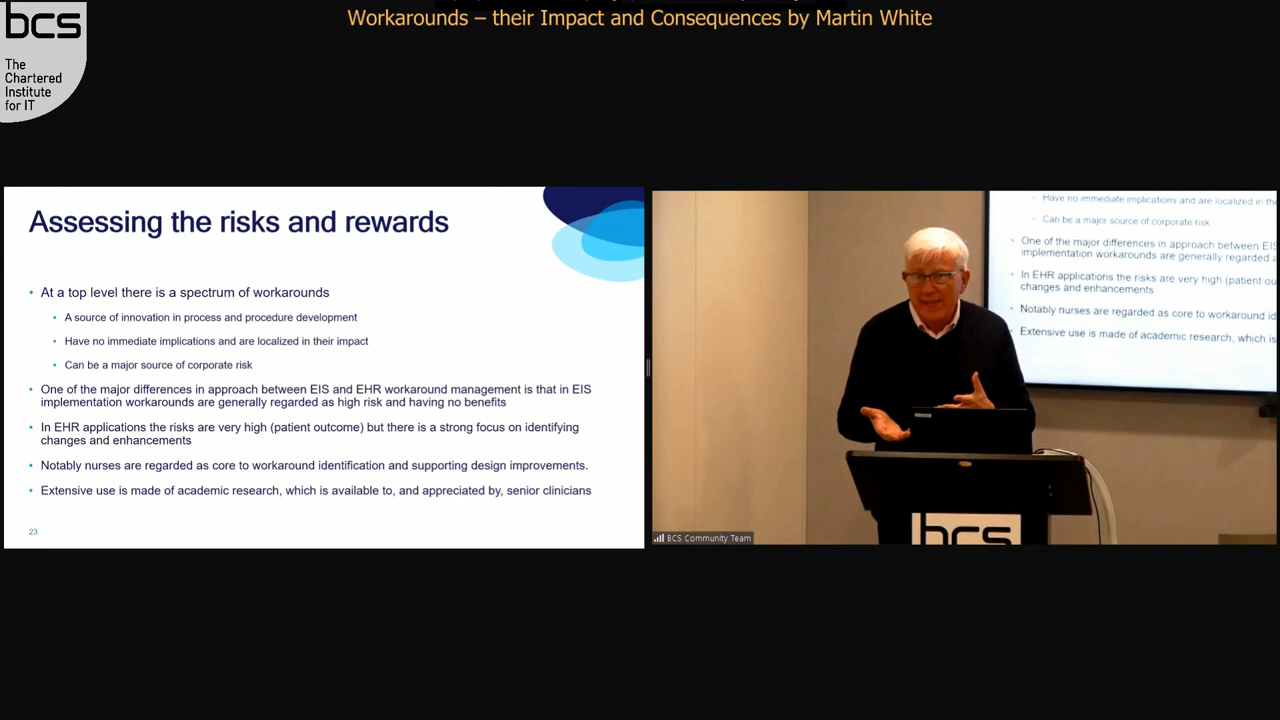 Workarounds – their Impact and Consequences by Martin White
bcs
The
Chartered
Institute
for IT
Assessing the risks and rewards
• At a top level there is a spectrum of workarounds
• A source of innovation in process and procedure development
• Have no immediate implications and are localized in their impact
• Can be a major source of corporate risk
• One of the major differences in approach between EIS and EHR workaround management is that in EIS
implementation workarounds are generally regarded as high risk and having no benefits
• In EHR applications the risks are very high (patient outcome) but there is a strong focus on identifying
changes and enhancements
• Notably nurses are regarded as core to workaround identification and supporting design improvements.
• Extensive use is made of academic research, which is available to, and appreciated by, senior clinicians
23
Have no immediate implications and are localized in the
Can be a major source of corporate risk
One of the major differences in approach between EIS
implementation workarounds are generally regarded a
In EHR applications the risks are very high (patient ou
changes and enhancements
Notably nurses are regarded as core to workaround id
Extensive use is made of academic research, which is
bcs
BCS Community Team